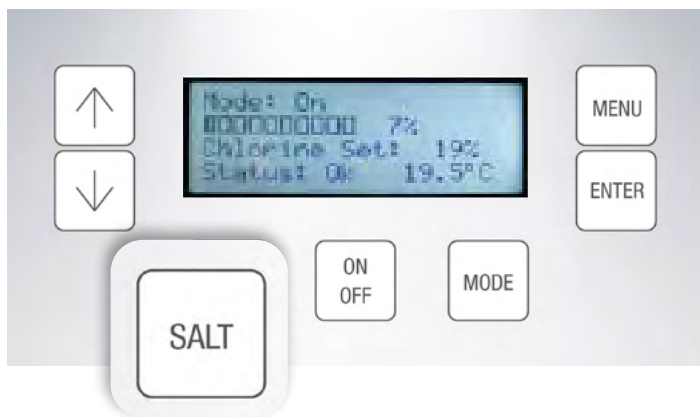 Mode: On
7%
Chlorine Set: 19%
Status: Ok 19.5°C
MENU
ENTER
ON
OFF
MODE
SALT